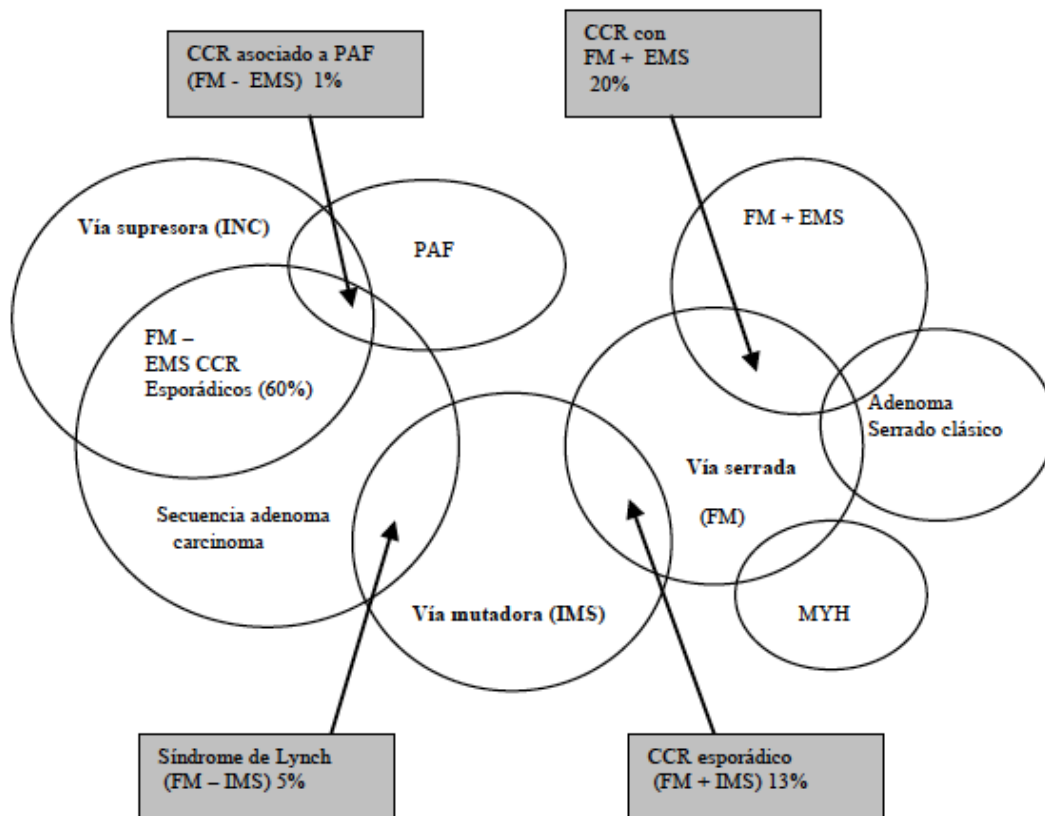 CCR asociado a PAF
(FM - EMS) 1%
CCR con
FM + EMS
20%
Vía supresora (INC)
PAF
FM + EMS
FM –
EMS CCR
Esporádicos (60%)
Adenoma
Serrado clásico
Vía serrada
(FM)
Secuencia adenoma
carcinoma
Vía mutadora (IMS)
MYH
Síndrome de Lynch
(FM – IMS) 5%
CCR esporádico
(FM + IMS) 13%